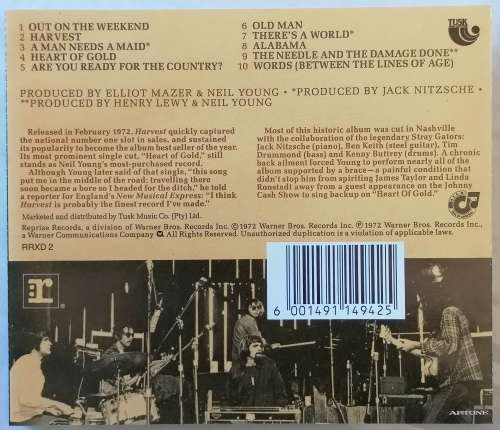 1 OUT ON THE WEEKEND
2 HARVEST
3 A MAN NEEDS A MAID*
4 HEART OF GOLD
5 ARE YOU READY FOR THE COUNTRY?
6 OLD MAN
7 THERE'S A WORLD*
8 ALABAMA
9 THE NEEDLE AND THE DAMAGE DONE**
10 WORDS (BETWEEN THE LINES OF AGE)
TUSK
PRODUCED BY ELLIOT MAZER & NEIL YOUNG • *PRODUCED BY JACK NITZSCHE •
**PRODUCED BY HENRY LEWY & NEIL YOUNG
Released in February 1972, Harvest quickly captured
the national number one slot in sales, and sustained
its popularity to become the album best seller of the year.
Its most prominent single cut, "Heart of Gold," still
stands as Neil Young's most-purchased record.
Although Young later said of that single, "this song
put me in the middle of the road; traveling there
soon became a bore so I headed for the ditch," he told
a reporter for England's New Musical Express: "I think
Harvest is probably the finest record I've made."
Most of this historic album was cut in Nashville
with the collaboration of the legendary Stray Gators:
Jack Nitzsche (piano), Ben Keith (steel guitar), Tim
Drummond (bass) and Kenny Buttrey (drums). A chronic
back ailment forced Young to perform nearly all of the
album supported by a brace—a painful condition that
didn't stop him from spiriting James Taylor and Linda
Ronstadt away from a guest appearance on the Johnny
Cash Show to sing backup on "Heart Of Gold."
Marketed and distributed by Tusk Music Co. (Pty) Ltd.
Reprise Records, a division of Warner Bros. Records Inc., a Warner Communications Company. All Rights Reserved. Unauthorized duplication is a violation of applicable laws.
RRXD 2
r
6 001491 149425
ARTONE